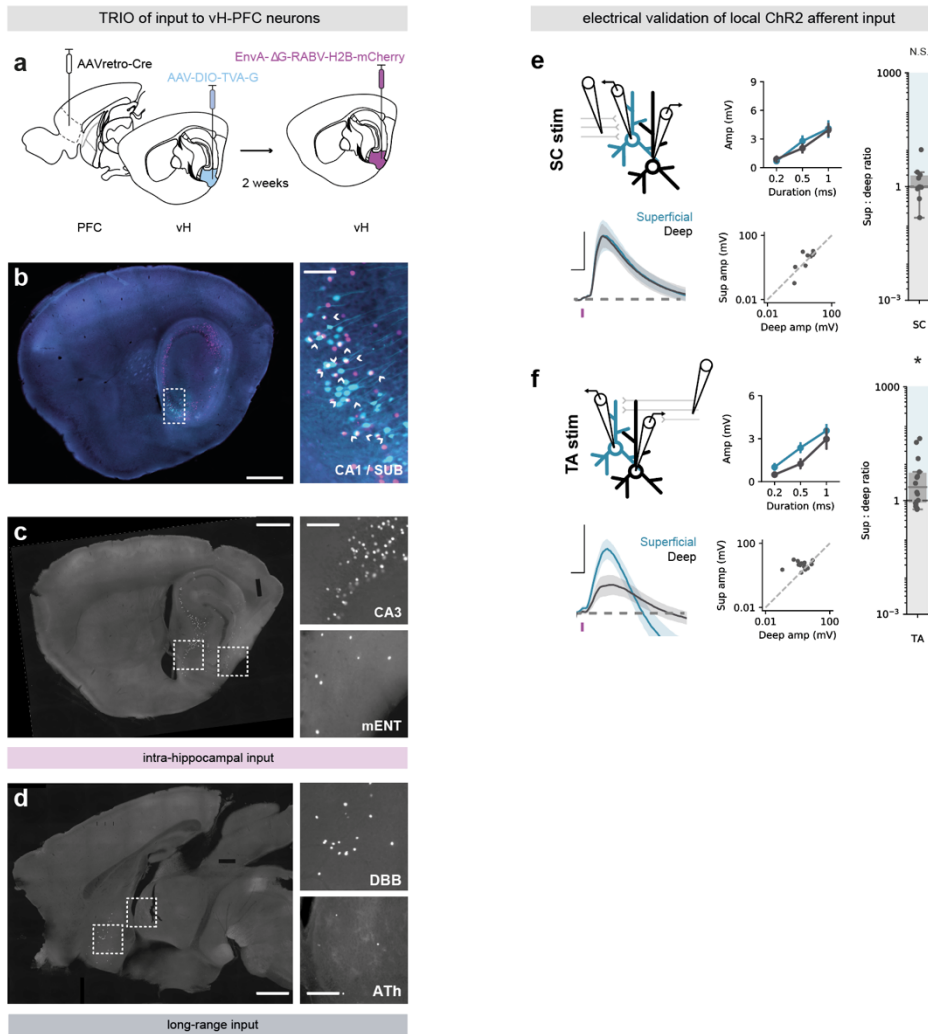 TRIO of input to vH-PFC neurons
a
AAVretro-Cre
AAV-DIO-TVA-G
EnvA-ΔG-RABV-H2B-mCherry
2 weeks
PFC
vH
vH
b
CA1 / SUB
c
CA3
mENT
intra-hippocampal input
d
DBB
ATh
long-range input
electrical validation of local ChR2 afferent input
e
SC stim
Amp (mV)
6
3
0
0.2 0.5 1
Duration (ms)
Superficial
Deep
Sup amp (mV)
100
0.01
0.01 100
Deep amp (mV)
N.S.
Sup : deep ratio
1000
1
10⁻³
SC
f
TA stim
Amp (mV)
6
3
0
0.2 0.5 1
Duration (ms)
Superficial
Deep
Sup amp (mV)
100
0.01
0.01 100
Deep amp (mV)
*
Sup : deep ratio
1000
1
10⁻³
TA